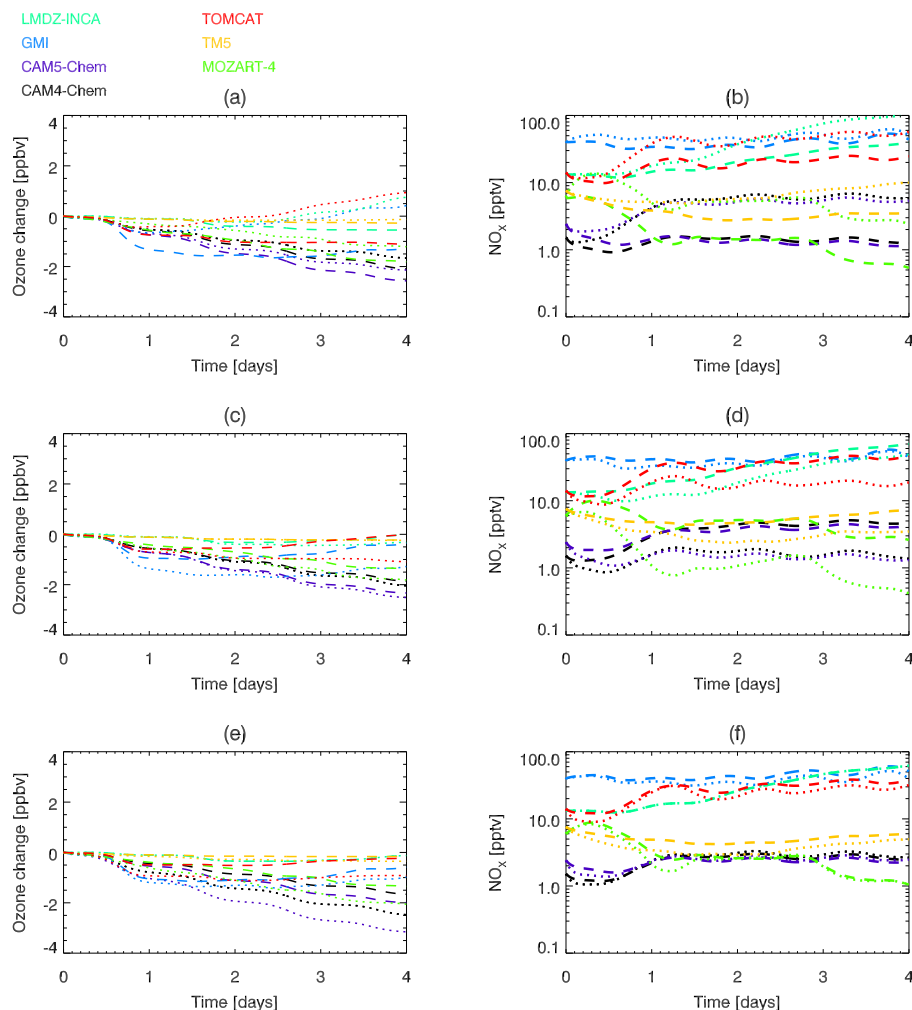 LMDZ-INCA
TOMCAT
GMI
TM5
CAM5-Chem
MOZART-4
CAM4-Chem
(a)
(b)
Ozone change [ppbv]
4
2
0
-2
-4
0 1 2 3 4
Time [days]
NOX [pptv]
100.0
10.0
1.0
0.1
0 1 2 3 4
Time [days]
(c)
(d)
Ozone change [ppbv]
4
2
0
-2
-4
0 1 2 3 4
Time [days]
NOX [pptv]
100.0
10.0
1.0
0.1
0 1 2 3 4
Time [days]
(e)
(f)
Ozone change [ppbv]
4
2
0
-2
-4
0 1 2 3 4
Time [days]
NOX [pptv]
100.0
10.0
1.0
0.1
0 1 2 3 4
Time [days]